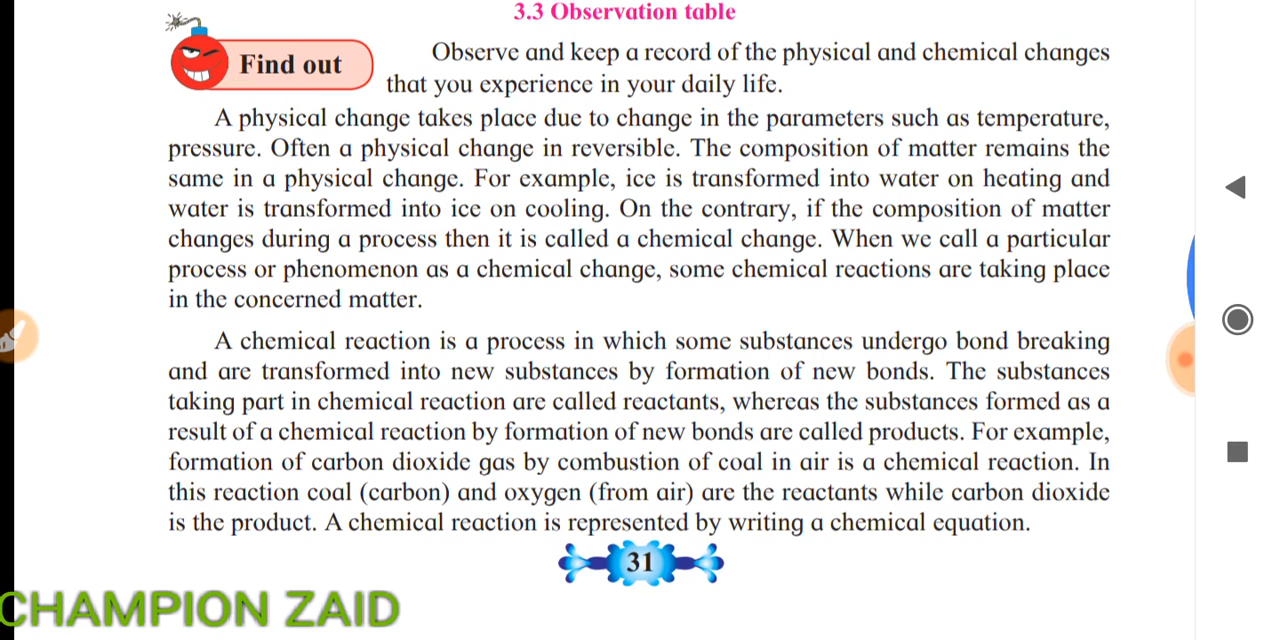 3.3 Observation table
Find out
Observe and keep a record of the physical and chemical changes
that you experience in your daily life.
A physical change takes place due to change in the parameters such as temperature,
pressure. Often a physical change in reversible. The composition of matter remains the
same in a physical change. For example, ice is transformed into water on heating and
water is transformed into ice on cooling. On the contrary, if the composition of matter
changes during a process then it is called a chemical change. When we call a particular
process or phenomenon as a chemical change, some chemical reactions are taking place
in the concerned matter.
A chemical reaction is a process in which some substances undergo bond breaking
and are transformed into new substances by formation of new bonds. The substances
taking part in chemical reaction are called reactants, whereas the substances formed as a
result of a chemical reaction by formation of new bonds are called products. For example,
formation of carbon dioxide gas by combustion of coal in air is a chemical reaction. In
this reaction coal (carbon) and oxygen (from air) are the reactants while carbon dioxide
is the product. A chemical reaction is represented by writing a chemical equation.
31
CHAMPION ZAID